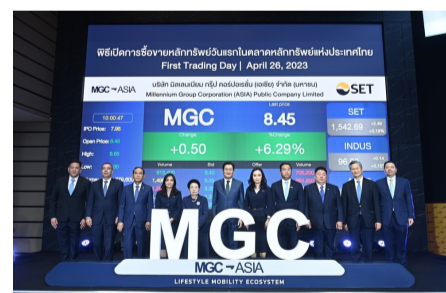 พิธีเปิดการซื้อขายหลักทรัพย์วันแรกในตลาดหลักทรัพย์แห่งประเทศไทย
First Trading Day | April 26, 2023
MGC ASIA
บริษัท มิลเลนเนียม กรุ๊ป คอร์ปอเรชั่น (เอเชีย) จำกัด (มหาชน)
Millennium Group Corporation (ASIA) Public Company Limited
SET
10:00:47
IPO Price: 7.95
Open Price: 8.40
High:
Low:
MGC
Last price
8.45
Change
+0.50
%Change
+6.29%
Volume Bid Offer Volume
SET
1,542.69
INDUS
MGC
MGC ASIA
LIFESTYLE MOBILITY ECOSYSTEM